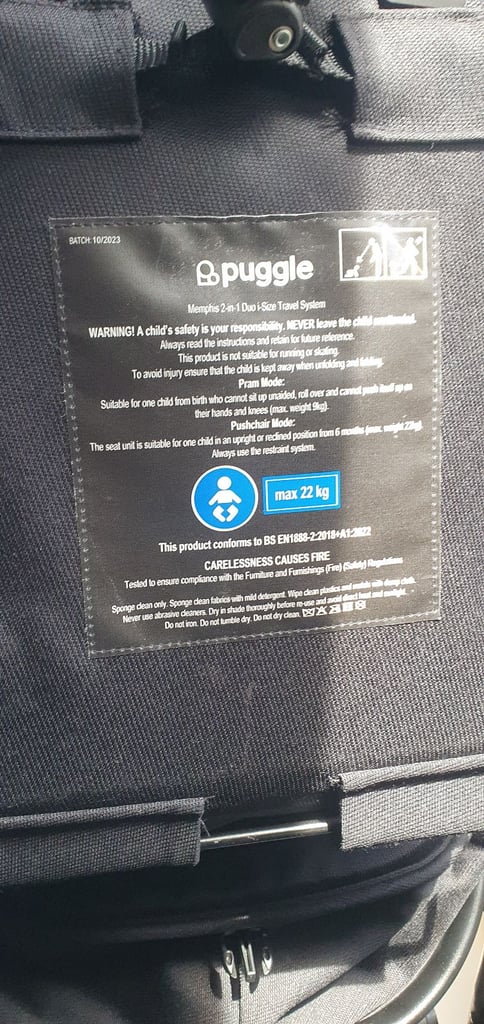 BATCH: 10/2023
puggle
Memphis 2-in-1 Duo i-Size Travel System
WARNING! A child's safety is your responsibility. NEVER leave the child unattended.
Always read the instructions and retain for future reference.
This product is not suitable for running or skating.
To avoid injury ensure that the child is kept away when unfolding and folding.
Pram Mode:
Suitable for one child from birth who cannot sit up unaided, roll over and cannot push itself up on
their hands and knees (max. weight 9kg).
Pushchair Mode:
The seat unit is suitable for one child in an upright or reclined position from 6 months (max. weight 22kg).
Always use the restraint system.
max 22 kg
This product conforms to BS EN1888-2:2018+A1:2022
CARELESSNESS CAUSES FIRE
Tested to ensure compliance with the Furniture and Furnishings (Fire) (Safety) Regulations
Sponge clean only. Sponge clean fabrics with mild detergent. Wipe clean plastics and metals with damp cloth.
Never use abrasive cleaners. Dry in shade thoroughly before re-use and avoid direct heat and sunlight.
Do not iron. Do not tumble dry. Do not dry clean.